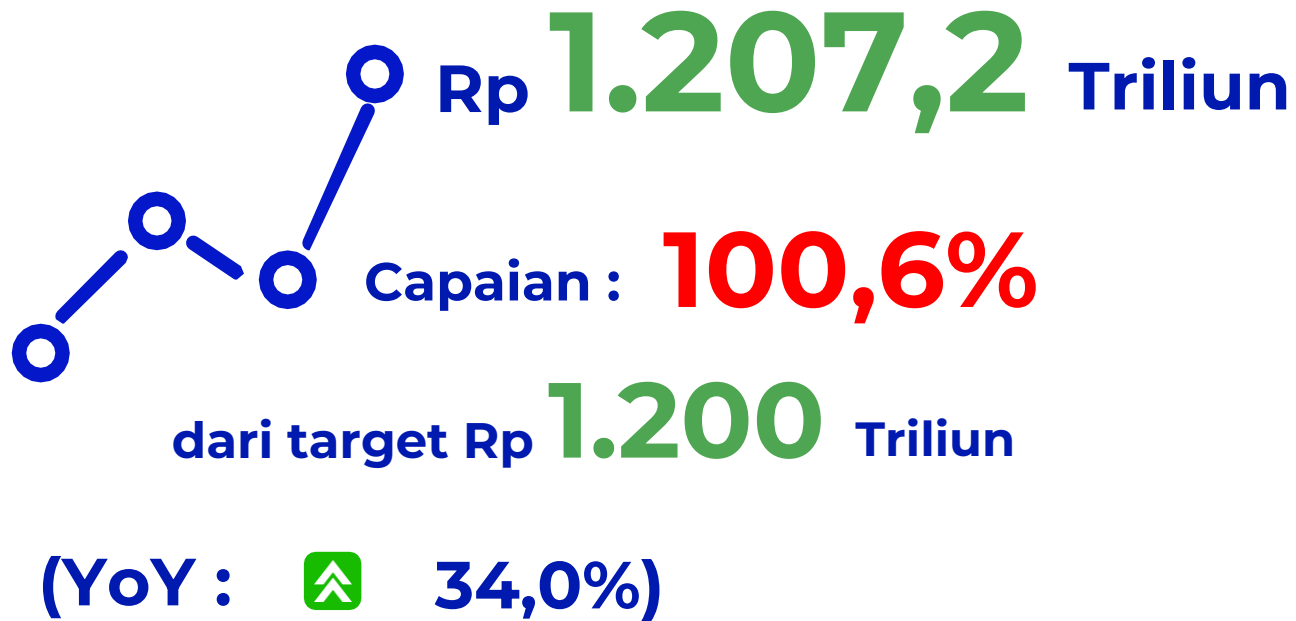 Rp 1.207,2 Triliun
Capaian : 100,6%
dari target Rp 1.200 Triliun
(YoY : 34,0%)